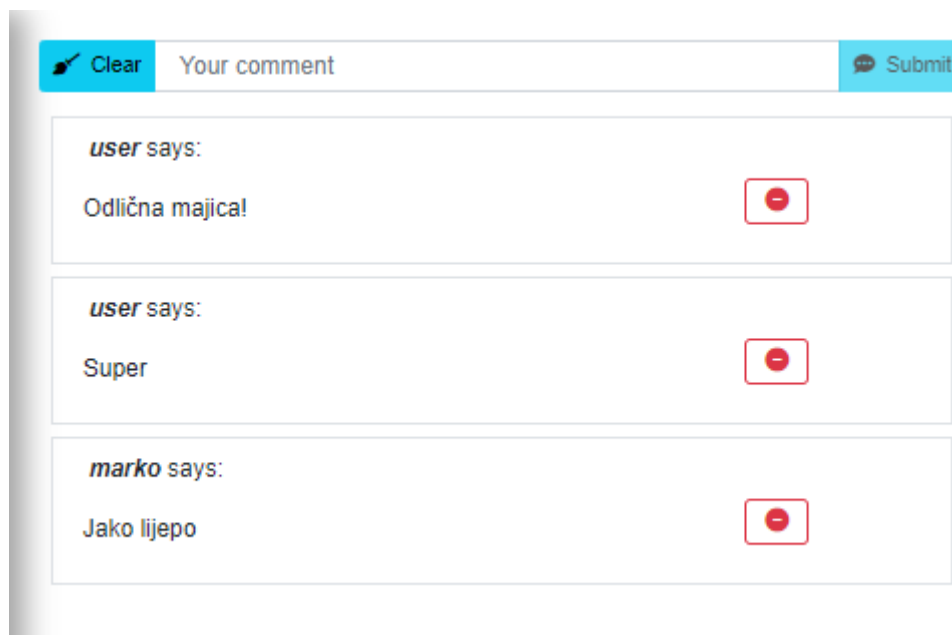 Clear Your comment Submit
user says:
Odlična majica!
user says:
Super
marko says:
Jako lijepo